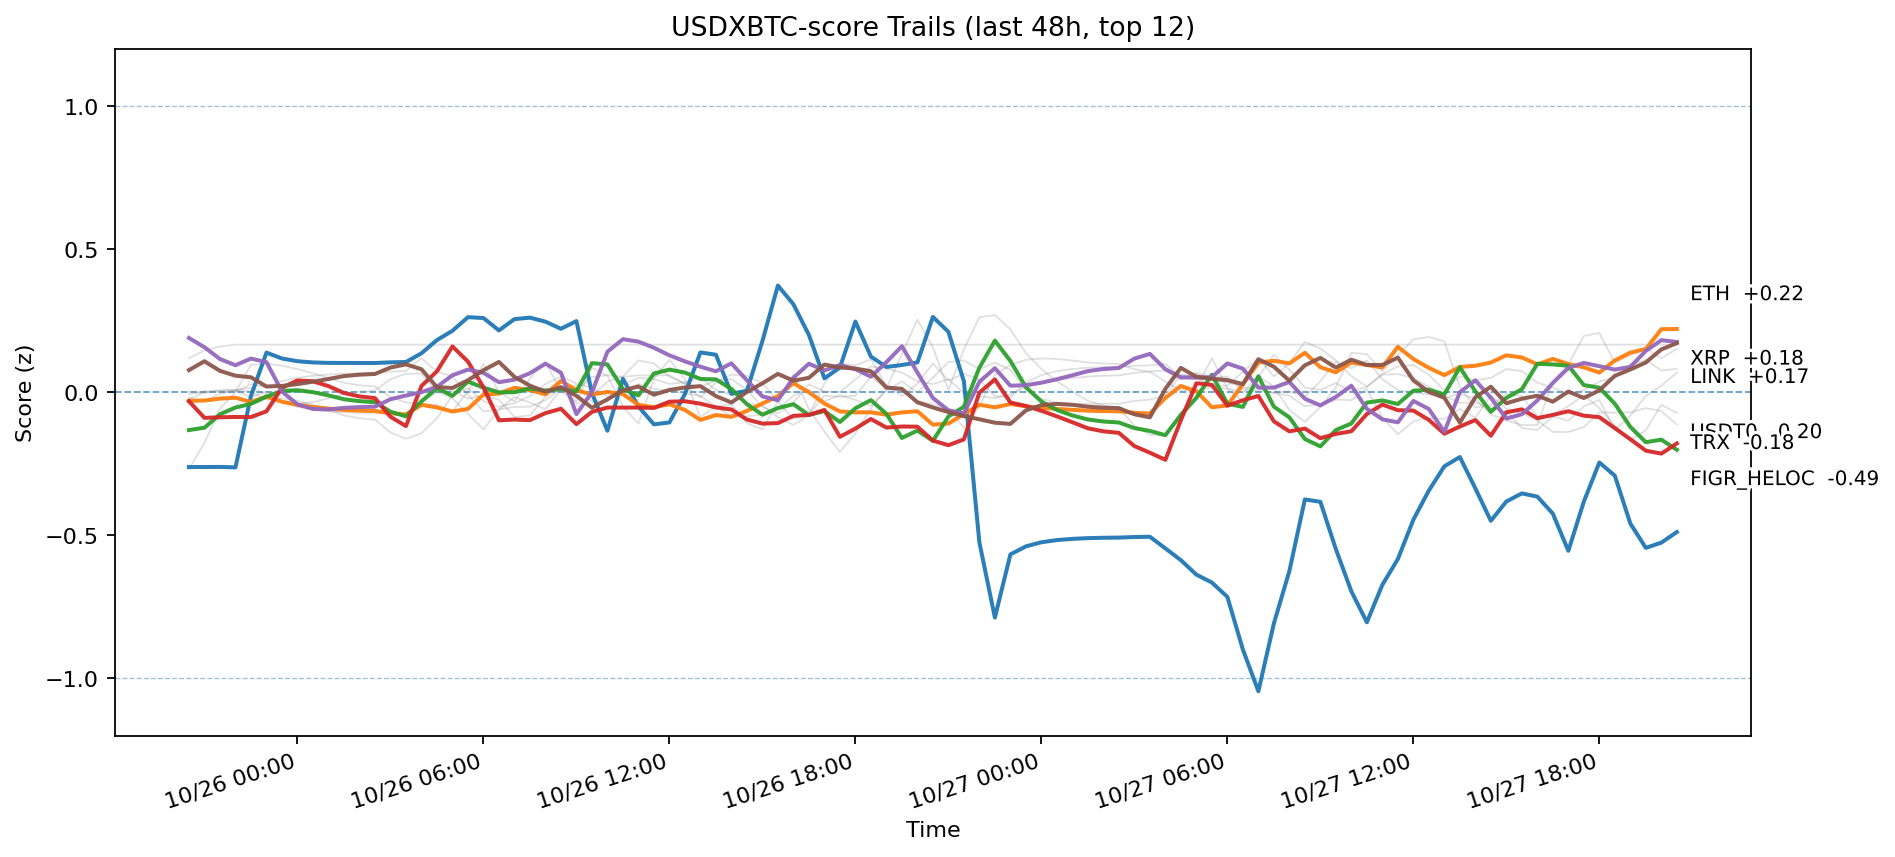 USDXBTC-score Trails (last 48h, top 12)
Score (z)
1.0
0.5
0.0
−0.5
−1.0
ETH +0.22
XRP +0.18
LINK +0.17
USDT0 -0.20
TRX -0.18
FIGR_HELOC -0.49
10/26 00:00
10/26 06:00
10/26 12:00
10/26 18:00
10/27 00:00
10/27 06:00
10/27 12:00
10/27 18:00
Time